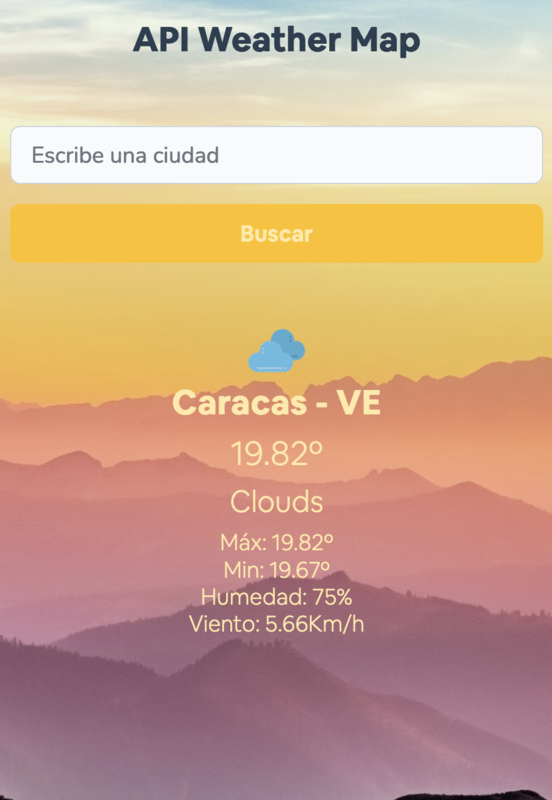 API Weather Map
Escribe una ciudad
Buscar
Caracas - VE
19.82º
Clouds
Máx: 19.82º
Min: 19.67º
Humedad: 75%
Viento: 5.66Km/h